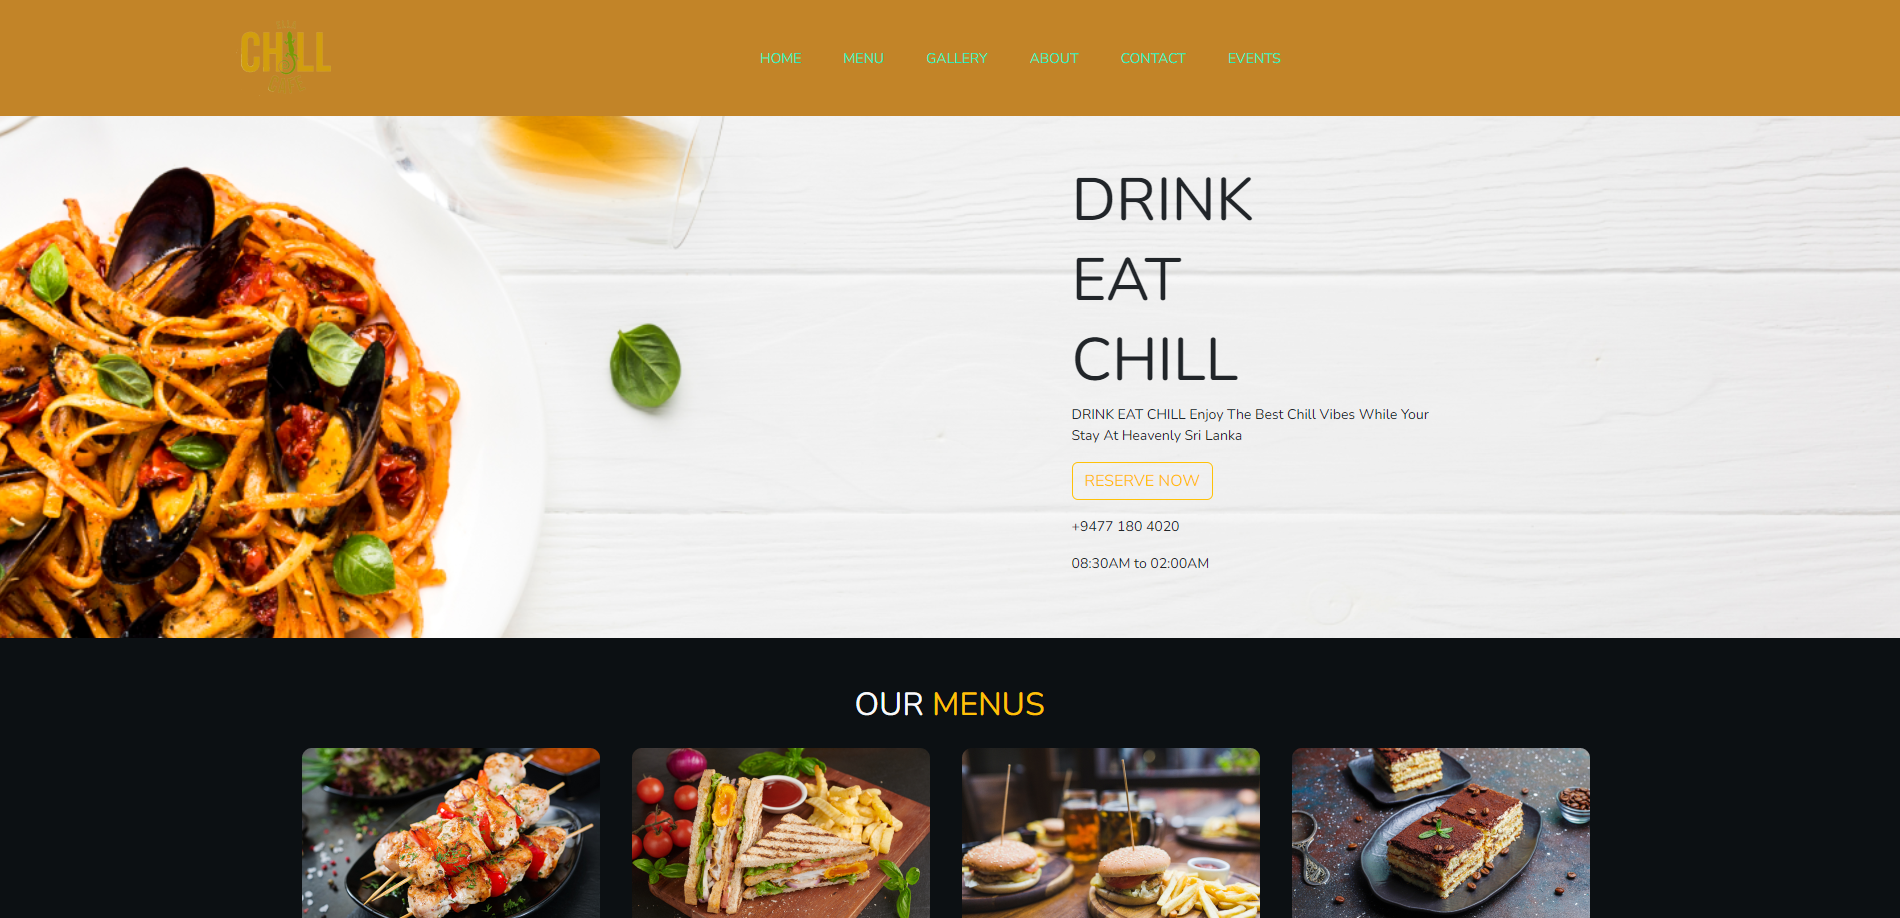 CHILL
HOME MENU GALLERY ABOUT CONTACT EVENTS
DRINK
EAT
CHILL
DRINK EAT CHILL Enjoy The Best Chill Vibes While Your
Stay At Heavenly Sri Lanka
RESERVE NOW
+9477 180 4020
08:30AM to 02:00AM
OUR MENUS